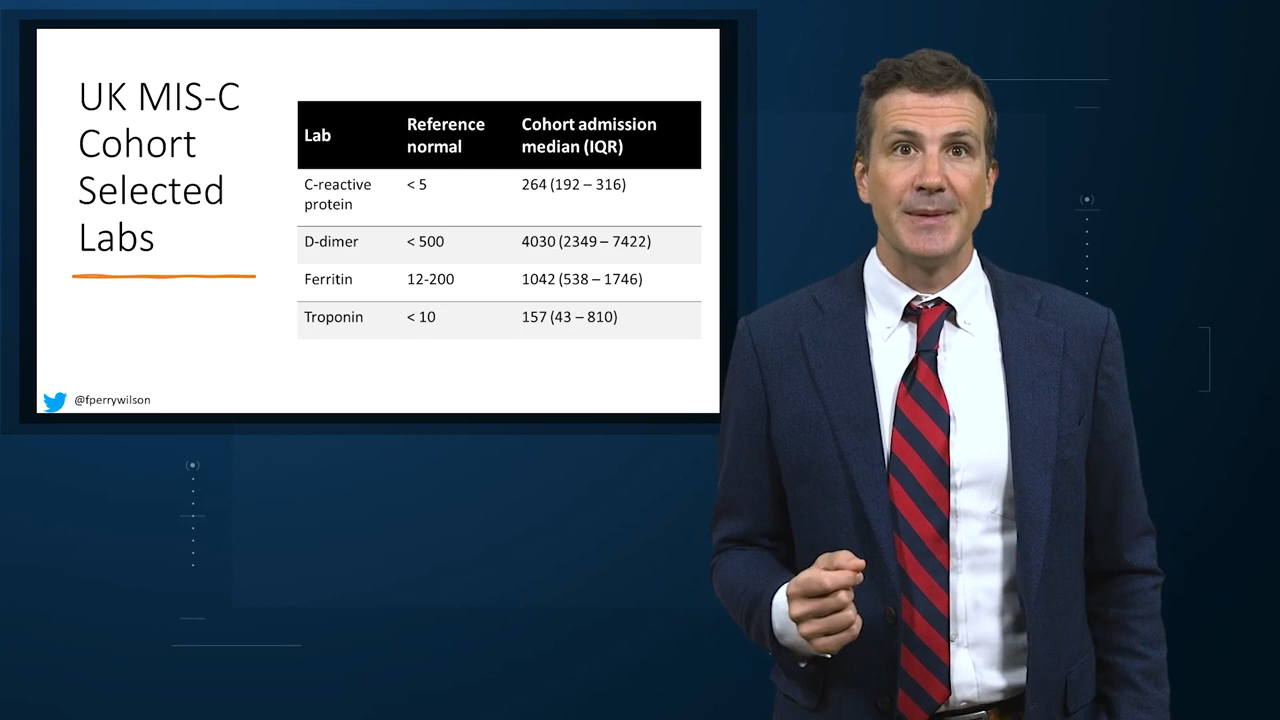 UK MIS-C
Cohort
Selected
Labs
Lab
Reference normal
Cohort admission median (IQR)
C-reactive protein
< 5
264 (192 – 316)
D-dimer
< 500
4030 (2349 – 7422)
Ferritin
12-200
1042 (538 – 1746)
Troponin
< 10
157 (43 – 810)
@fperrywilson